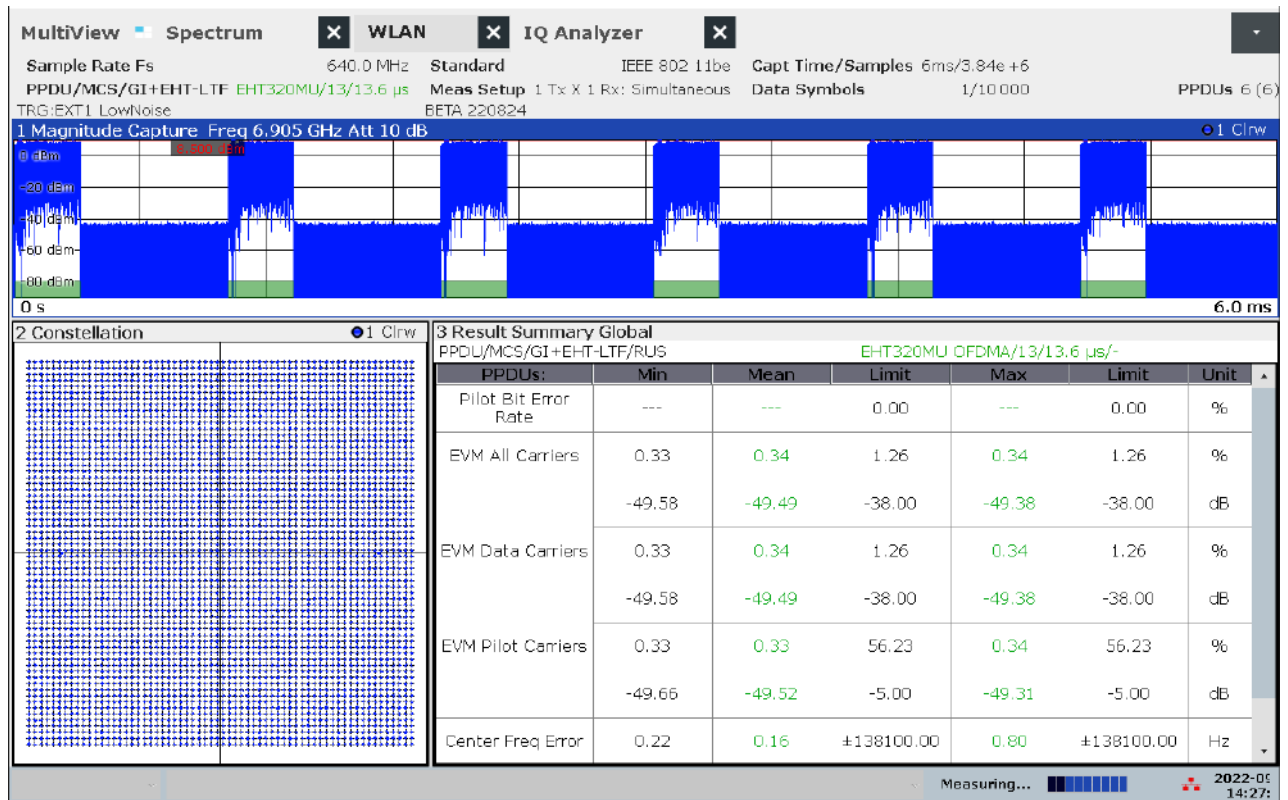 MultiView Spectrum WLAN IQ Analyzer
Sample Rate Fs 640.0 MHz Standard IEEE 802 11be Capt Time/Samples 6ms/3.84e+6
PPDU/MCS/GI+EHT-LTF EHT320MU/13/13.6 µs Meas Setup 1 Tx X 1 Rx: Simultaneous Data Symbols 1/10 000 PPDUs 6 (6)
TRG:EXT1 LowNoise BETA 220824
1 Magnitude Capture Freq 6.905 GHz Att 10 dB 1 Clrw
0 dBm 8.500 dBm
-20 dBm
-40 dBm
-60 dBm
-80 dBm
0 s 6.0 ms
2 Constellation 1 Clrw
3 Result Summary Global
PPDU/MCS/GI+EHT-LTF/RUS EHT320MU OFDMA/13/13.6 µs/-
PPDUs: Min Mean Limit Max Limit Unit
Pilot Bit Error
Rate --- --- 0.00 --- 0.00 %
EVM All Carriers 0.33 0.34 1.26 0.34 1.26 %
-49.58 -49.49 -38.00 -49.38 -38.00 dB
EVM Data Carriers 0.33 0.34 1.26 0.34 1.26 %
-49.58 -49.49 -38.00 -49.38 -38.00 dB
EVM Pilot Carriers 0.33 0.33 56.23 0.34 56.23 %
-49.66 -49.52 -5.00 -49.31 -5.00 dB
Center Freq Error 0.22 0.16 ±138100.00 0.80 ±138100.00 Hz
Measuring... 2022-09
14:27: